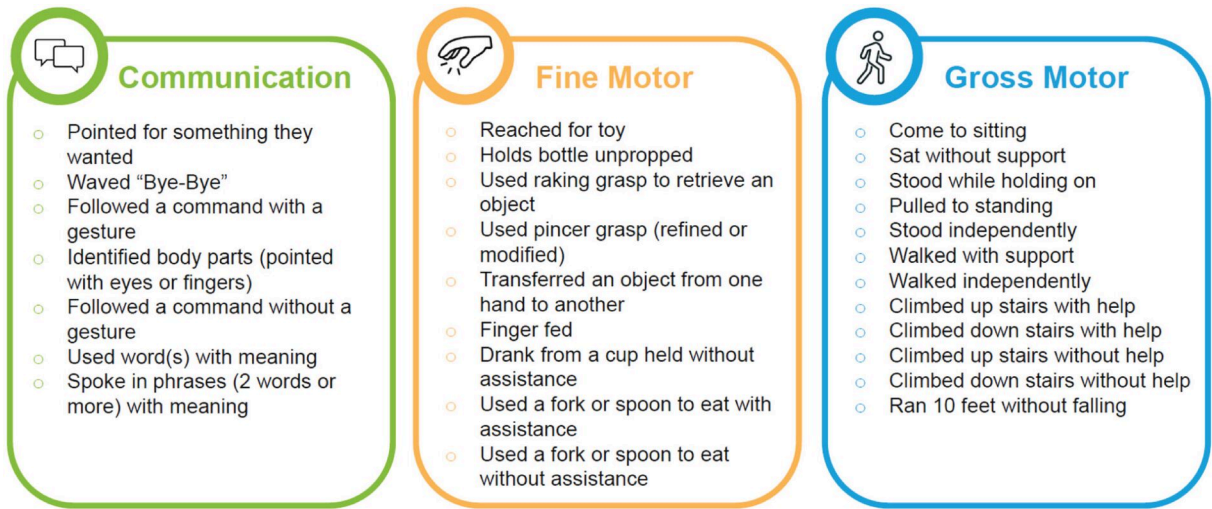 Communication
Pointed for something they
wanted
Waved “Bye-Bye”
Followed a command with a
gesture
Identified body parts (pointed
with eyes or fingers)
Followed a command without a
gesture
Used word(s) with meaning
Spoke in phrases (2 words or
more) with meaning
Fine Motor
Reached for toy
Holds bottle unpropped
Used raking grasp to retrieve an
object
Used pincer grasp (refined or
modified)
Transferred an object from one
hand to another
Finger fed
Drank from a cup held without
assistance
Used a fork or spoon to eat with
assistance
Used a fork or spoon to eat
without assistance
Gross Motor
Come to sitting
Sat without support
Stood while holding on
Pulled to standing
Stood independently
Walked with support
Walked independently
Climbed up stairs with help
Climbed down stairs with help
Climbed up stairs without help
Climbed down stairs without help
Ran 10 feet without falling